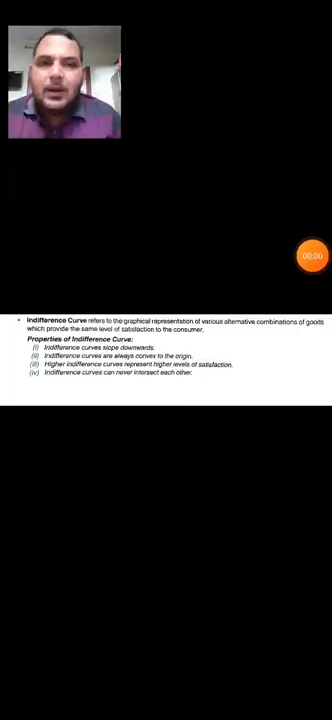 00:00
• Indifference Curve refers to the graphical representation of various alternative combinations of goods
which provide the same level of satisfaction to the consumer.
Properties of Indifference Curve:
(i) Indifference curves slope downwards.
(ii) Indifference curves are always convex to the origin.
(iii) Higher indifference curves represent higher levels of satisfaction.
(iv) Indifference curves can never intersect each other.